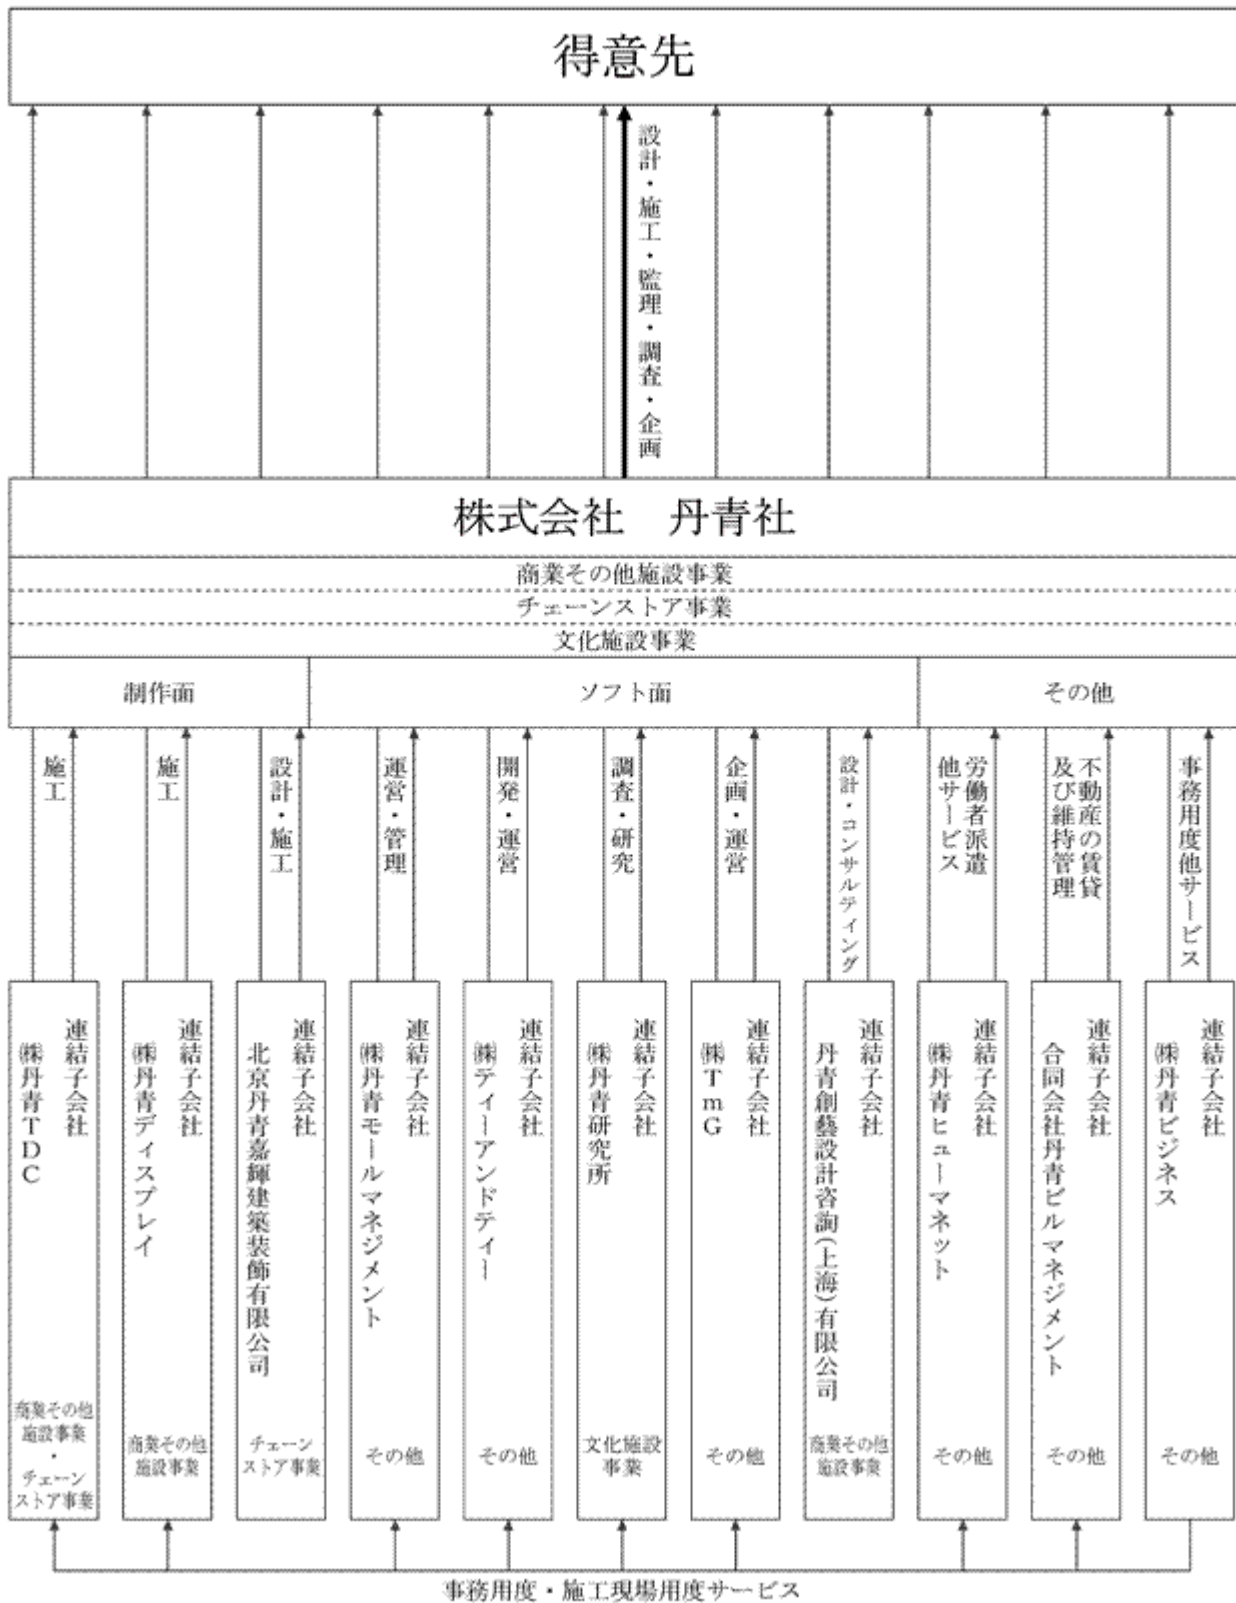 得意先
設計・施工・監理・調査・企画
株式会社　丹青社
商業その他施設事業
チェーンストア事業
文化施設事業
制作面
ソフト面
その他
施工
施工
設計・施工
運営・管理
開発・運営
調査・研究
企画・運営
設計・コンサルティング
労働者派遣
他サービス
不動産の賃貸
及び維持管理
事務用度他サービス
連結子会社
㈱丹青TDC
商業その他
施設事業
・
チェーン
ストア事業
連結子会社
㈱丹青ディスプレイ
商業その他
施設事業
連結子会社
北京丹青嘉輝建築装飾有限公司
チェーン
ストア事業
連結子会社
㈱丹青モールマネジメント
その他
連結子会社
㈱ティーアンドティー
その他
連結子会社
㈱丹青研究所
文化施設
事業
連結子会社
㈱TmG
その他
連結子会社
丹青創藝設計咨詢(上海)有限公司
商業その他
施設事業
連結子会社
㈱丹青ヒューマネット
その他
連結子会社
合同会社丹青ビルマネジメント
その他
連結子会社
㈱丹青ビジネス
その他
事務用度・施工現場用度サービス